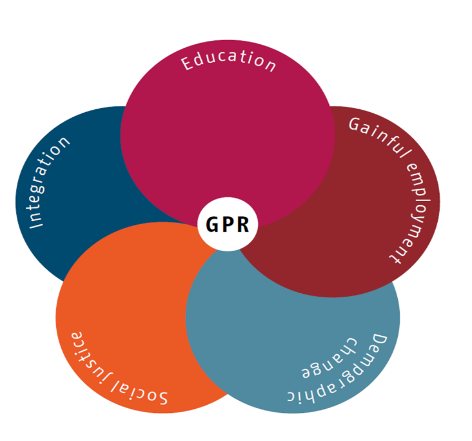 Education
Gainful employment
Dempgraphic
change
Social justice
Integration
GPR